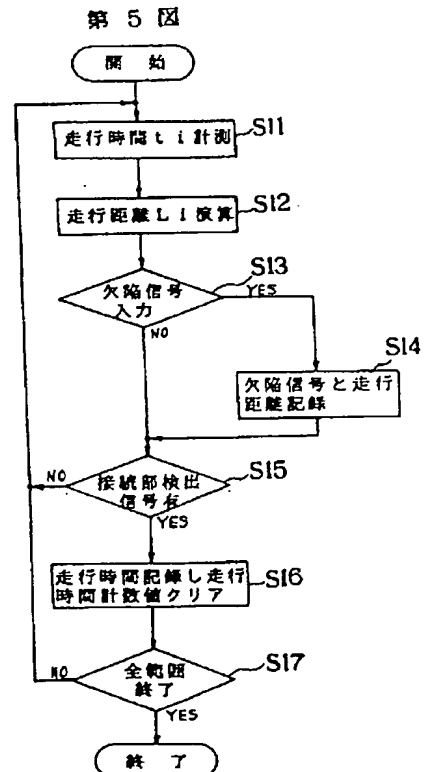 第 5 図
開 始
走行時間 t i 計測
S11
走行距離 L i 演算
S12
欠陥信号
入力
S13
YES
NO
S14
欠陥信号と走行
距離記録
接続部検出
信号有
S15
NO
YES
走行時間記録し走行
時間計数値クリア
S16
全範囲
終了
S17
NO
YES
終 了